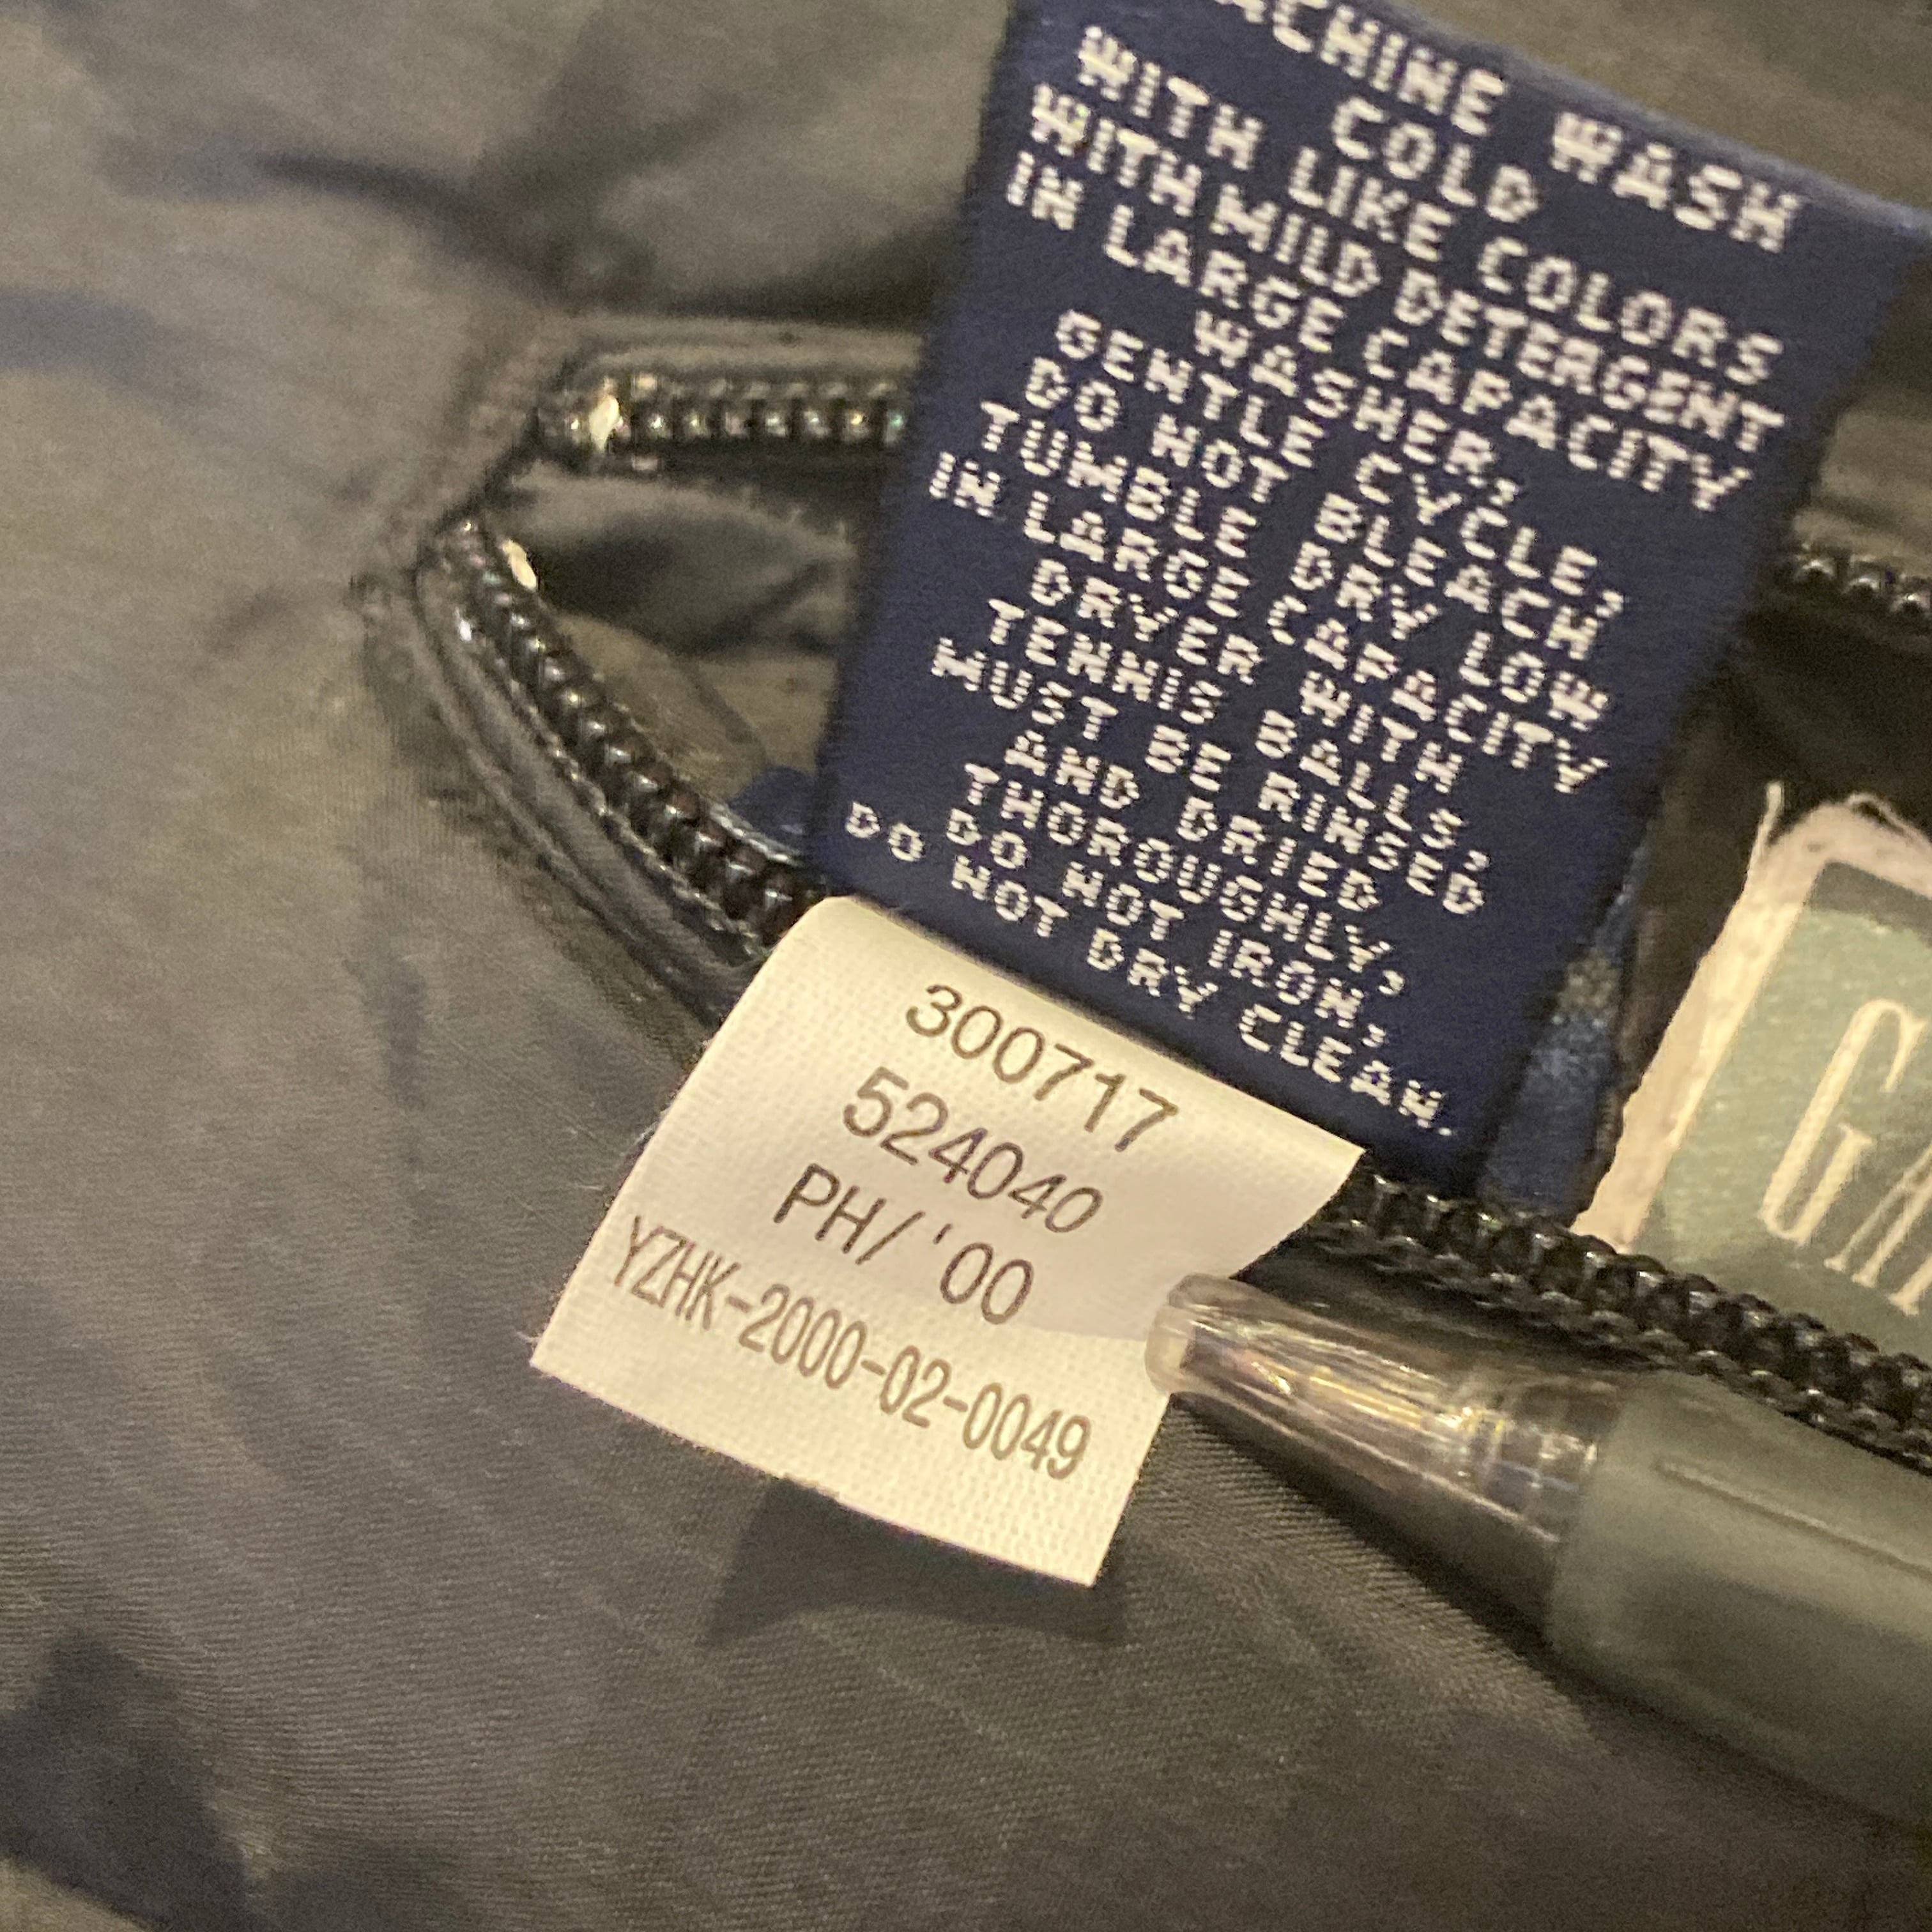 MACHINE WASH
COLD
WITH LIKE COLORS
WITH MILD DETERGENT
IN LARGE CAPACITY
WASHER,
GENTLE CYCLE,
DO NOT BLEACH
TUMBLE DRY LOW
IN LARGE CAPACITY
DRYER WITH
TENNIS BALLS,
MUST BE RINSED
AND DRIED
THOROUGHLY,
DO NOT IRON,
DO NOT DRY CLEAN.
300717
524040
PH/'00
YZHK-2000-02-0049